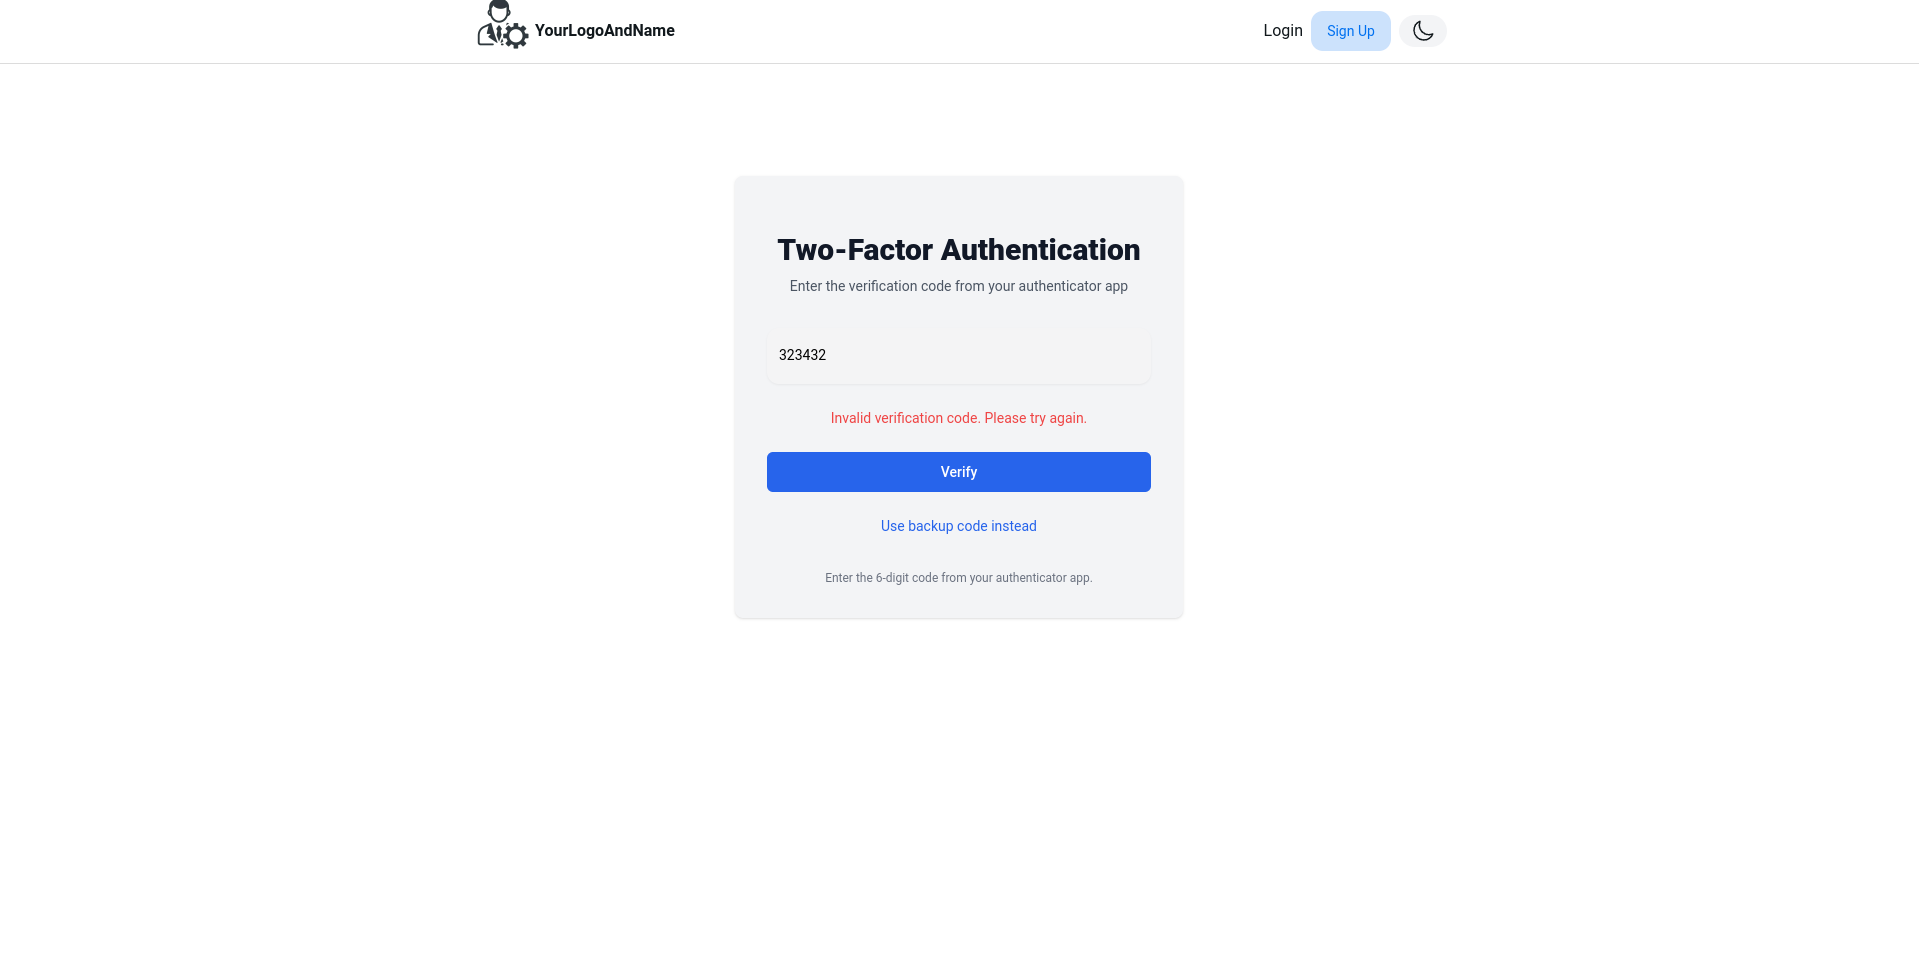 YourLogoAndName
Login
Sign Up
Two-Factor Authentication
Enter the verification code from your authenticator app
323432
Invalid verification code. Please try again.
Verify
Use backup code instead
Enter the 6-digit code from your authenticator app.